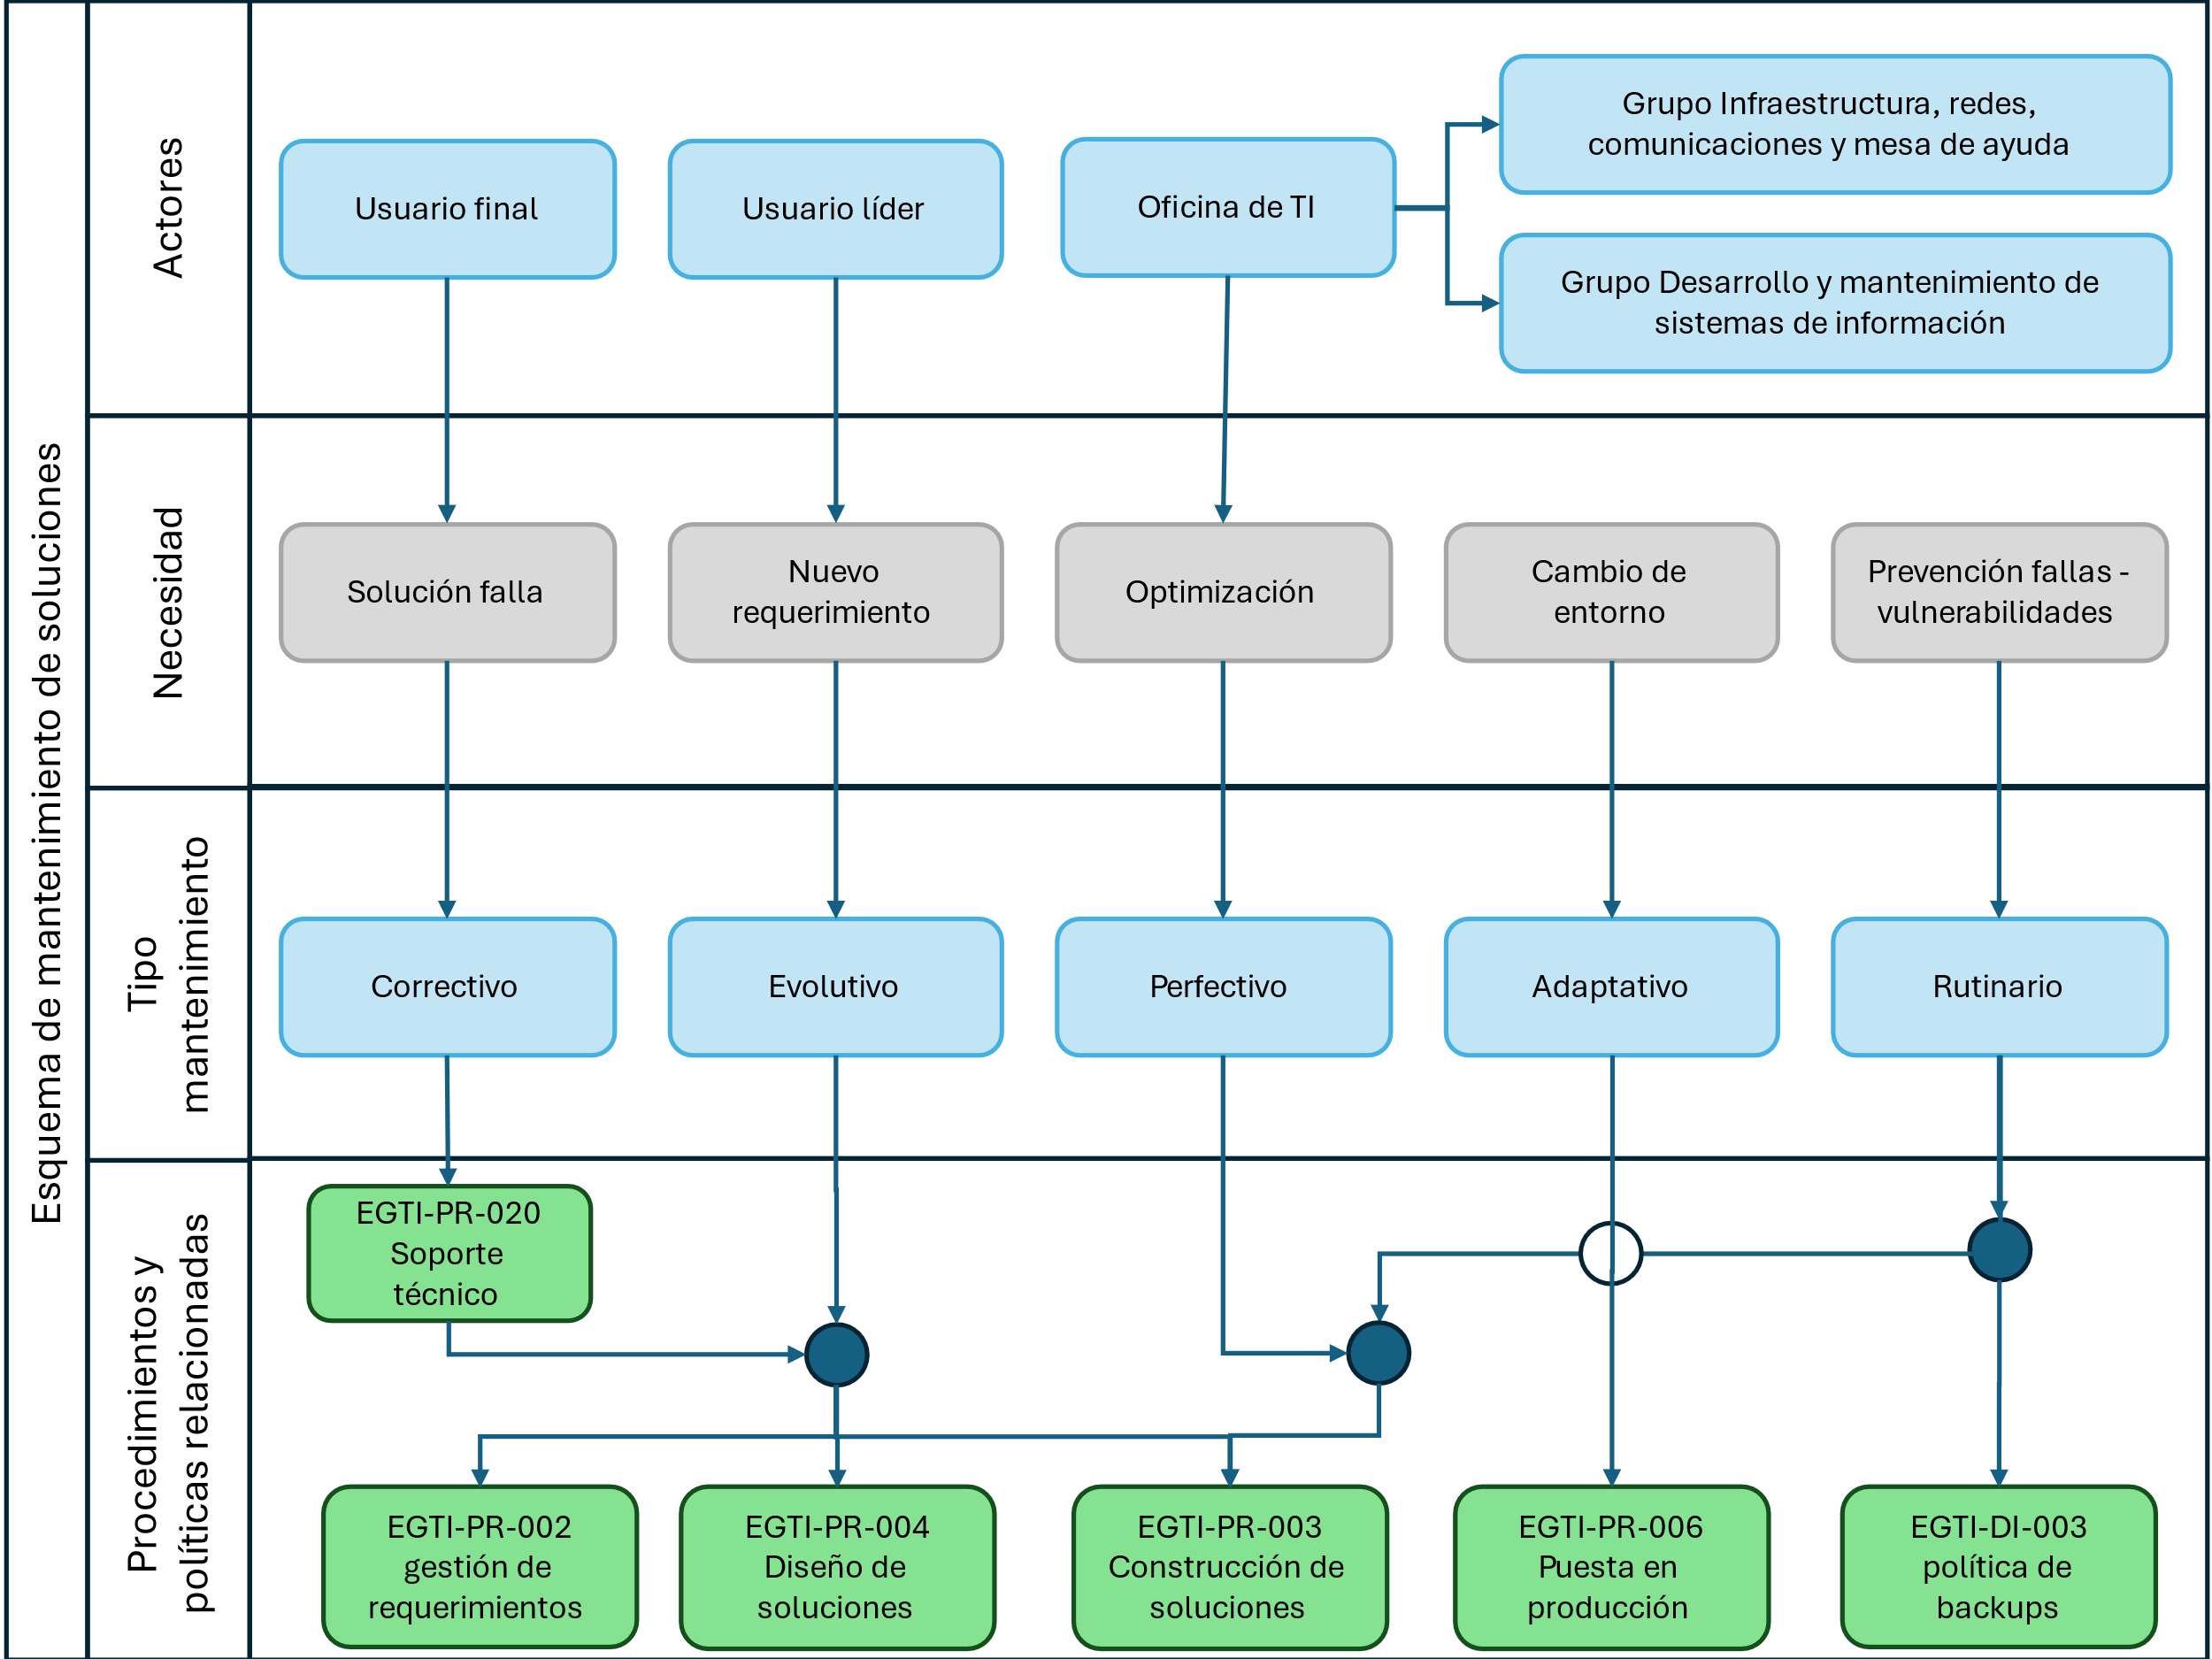 Esquema de mantenimiento de soluciones
Actores
Usuario final
Usuario líder
Oficina de TI
Grupo Infraestructura, redes,
comunicaciones y mesa de ayuda
Grupo Desarrollo y mantenimiento de
sistemas de información
Necesidad
Solución falla
Nuevo
requerimiento
Optimización
Cambio de
entorno
Prevención fallas -
vulnerabilidades
Tipo
mantenimiento
Correctivo
Evolutivo
Perfectivo
Adaptativo
Rutinario
Procedimientos y
políticas relacionadas
EGTI-PR-020
Soporte
técnico
EGTI-PR-002
gestión de
requerimientos
EGTI-PR-004
Diseño de
soluciones
EGTI-PR-003
Construcción de
soluciones
EGTI-PR-006
Puesta en
producción
EGTI-DI-003
política de
backups